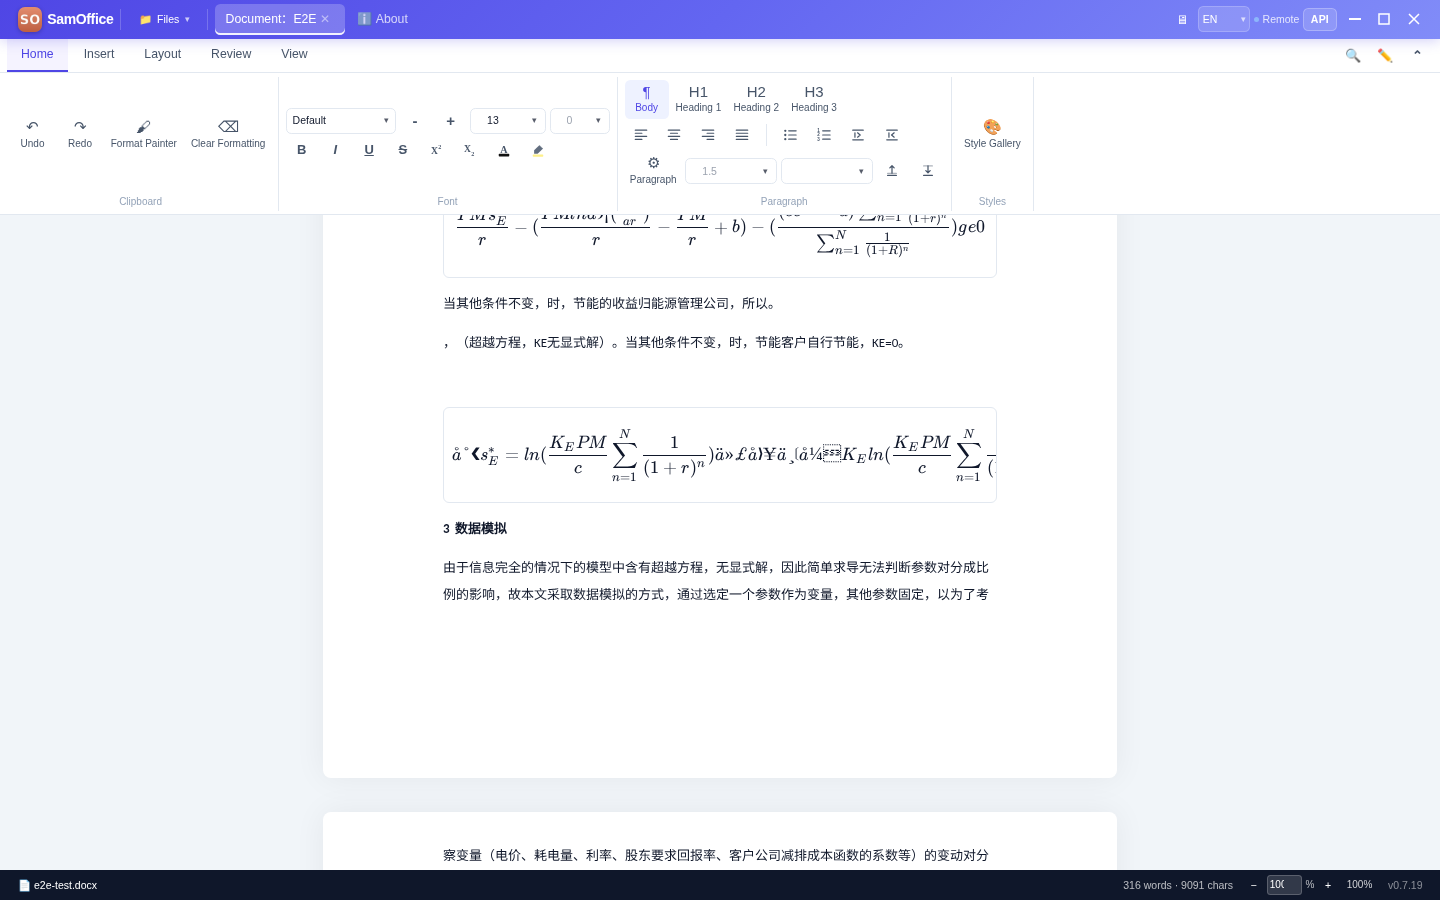 SO SamOffice
Files
Document: E2E
About
EN
Remote
API
Home
Insert
Layout
Review
View
Undo
Redo
Format Painter
Clear Formatting
Clipboard
Default
-
+
13
0
B
I
U
S
X²
X₂
A
Font
¶
Body
H1
Heading 1
H2
Heading 2
H3
Heading 3
Paragraph
1.5
Paragraph
Style Gallery
Styles
当其他条件不变，时，节能的收益归能源管理公司，所以。
，（超越方程，KE无显式解）。当其他条件不变，时，节能客户自行节能，KE=0。
3 数据模拟
由于信息完全的情况下的模型中含有超越方程，无显式解，因此简单求导无法判断参数对分成比
例的影响，故本文采取数据模拟的方式，通过选定一个参数作为变量，其他参数固定，以为了考
察变量（电价、耗电量、利率、股东要求回报率、客户公司减排成本函数的系数等）的变动对分
e2e-test.docx
316 words · 9091 chars
−
100
%
+
100%
v0.7.19